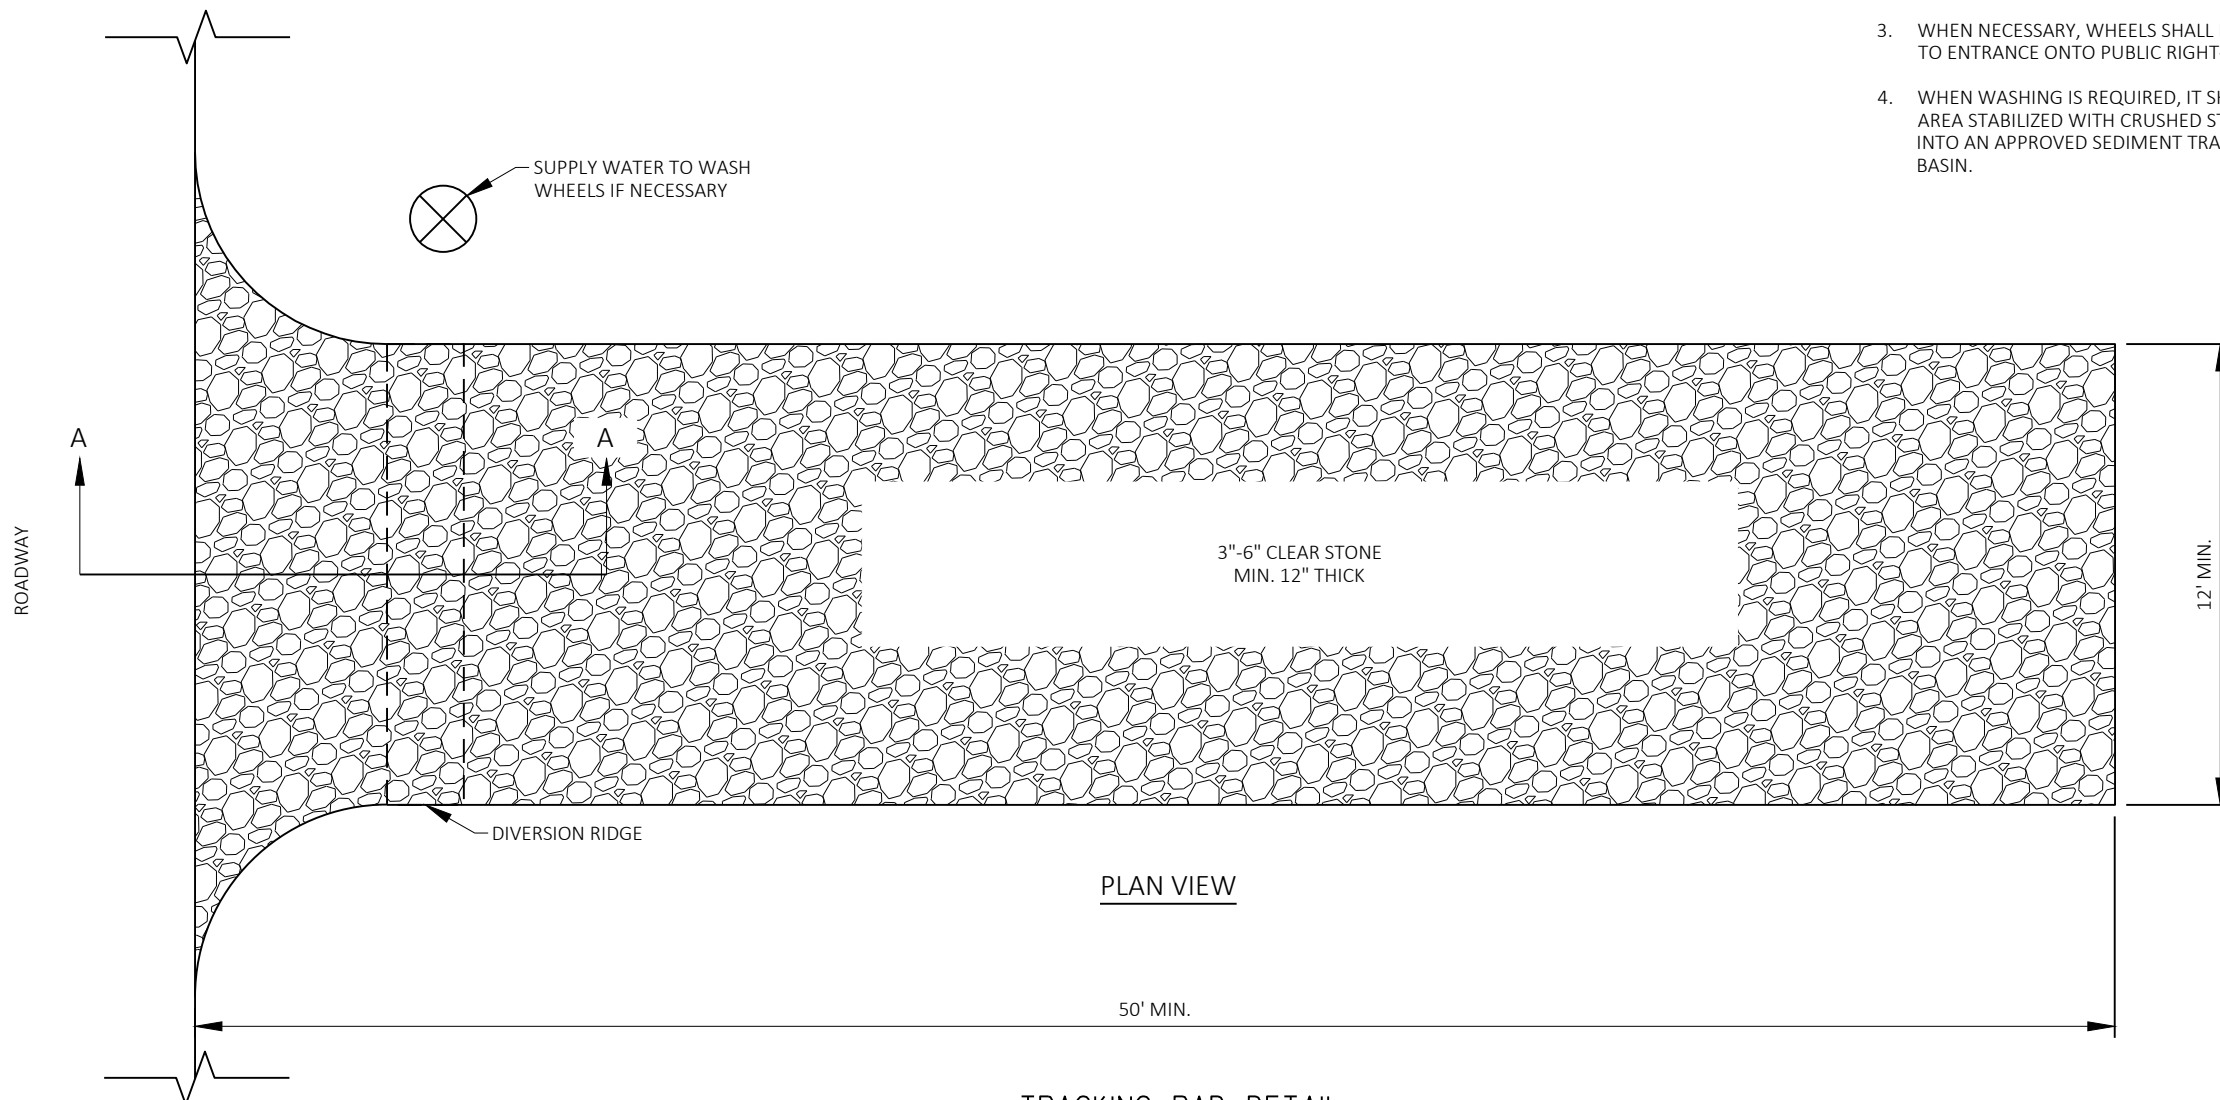 3. WHEN NECESSARY, WHEELS SHALL
TO ENTRANCE ONTO PUBLIC RIGHT
4. WHEN WASHING IS REQUIRED, IT
AREA STABILIZED WITH CRUSHED
INTO AN APPROVED SEDIMENT
BASIN.
SUPPLY WATER TO WASH
WHEELS IF NECESSARY
A
A
ROADWAY
3"-6" CLEAR STONE
MIN. 12" THICK
12' MIN.
DIVERSION RIDGE
PLAN VIEW
50' MIN.
DETAIL